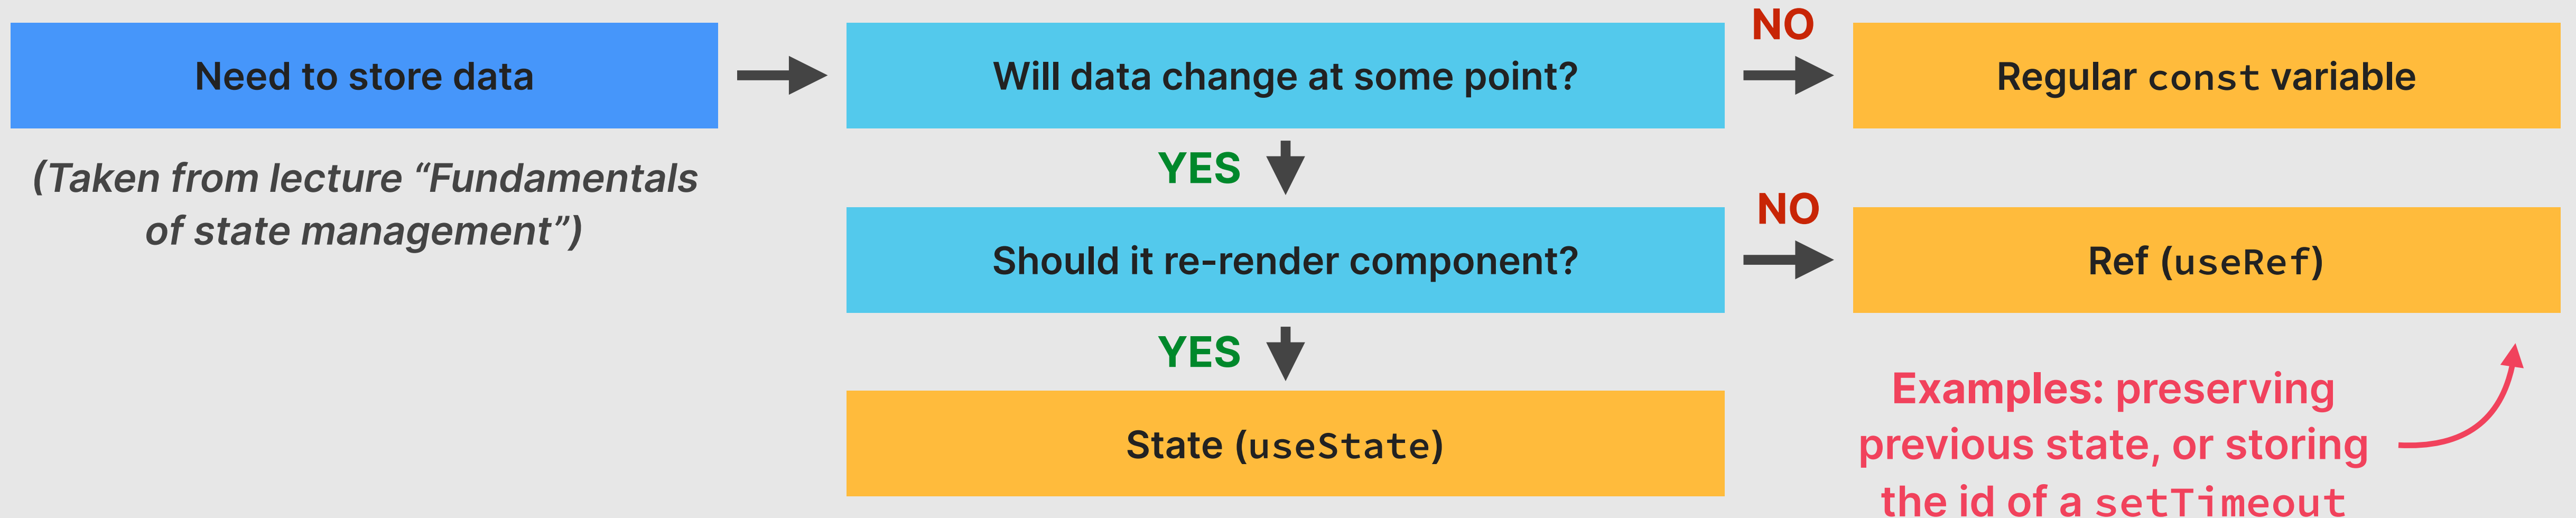 Need to store data
Will data change at some point?
NO
Regular const variable
(Taken from lecture “Fundamentals
of state management”)
YES
Should it re-render component?
NO
Ref (useRef)
YES
State (useState)
Examples: preserving
previous state, or storing
the id of a setTimeout